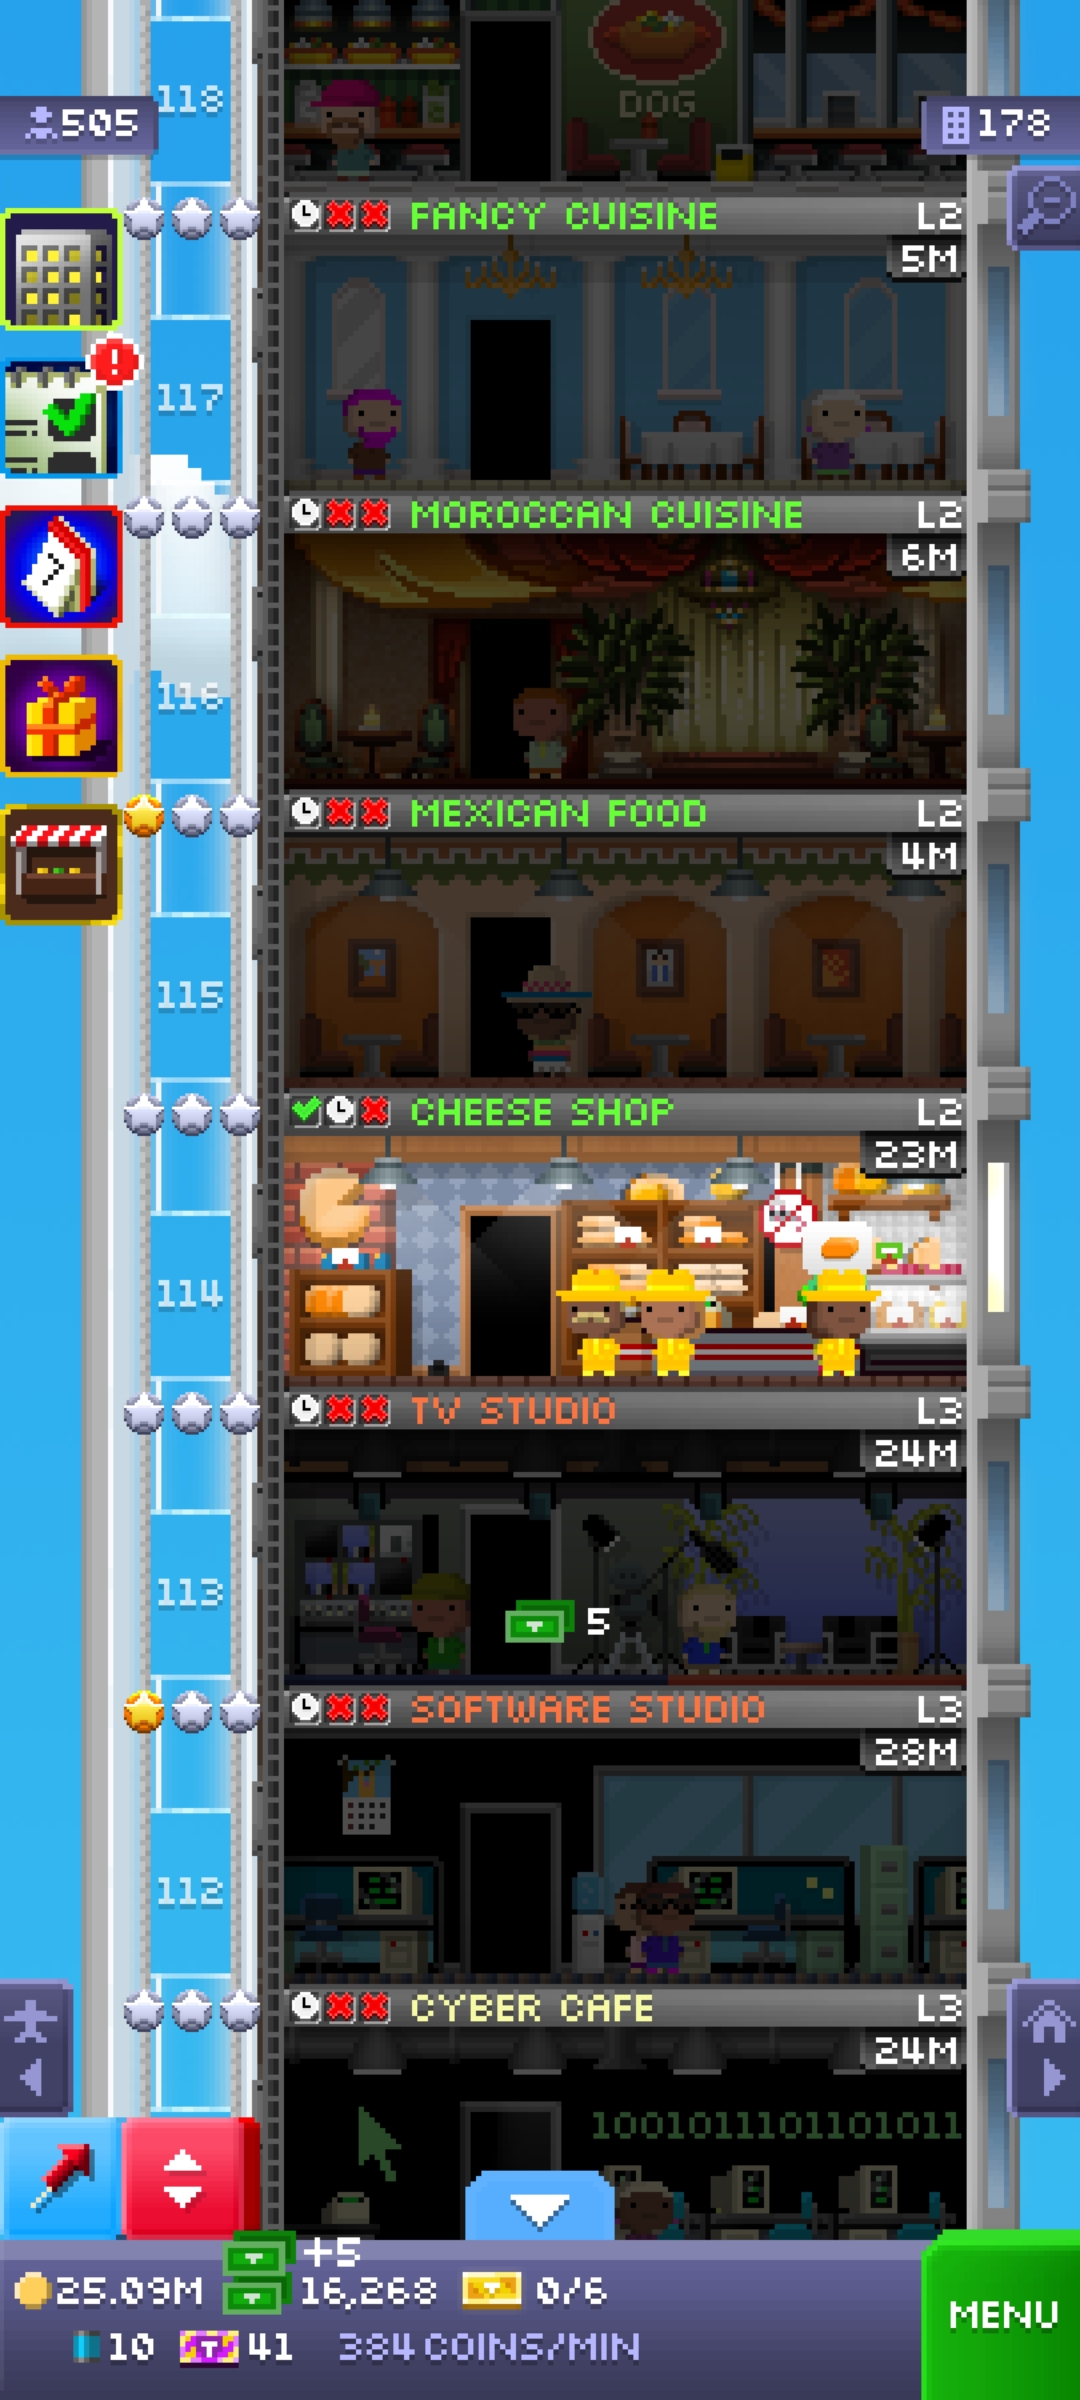 118
DOG
505
178
FANCY CUISINE L2
5M
117
MOROCCAN CUISINE L2
6M
116
MEXICAN FOOD L2
4M
115
CHEESE SHOP L2
23M
114
TV STUDIO L3
24M
113
5
SOFTWARE STUDIO L3
28M
112
CYBER CAFE L3
24M
1001011101101011
+5
25.09M 16,268 0/6
MENU
10 T 41 384 COINS/MIN